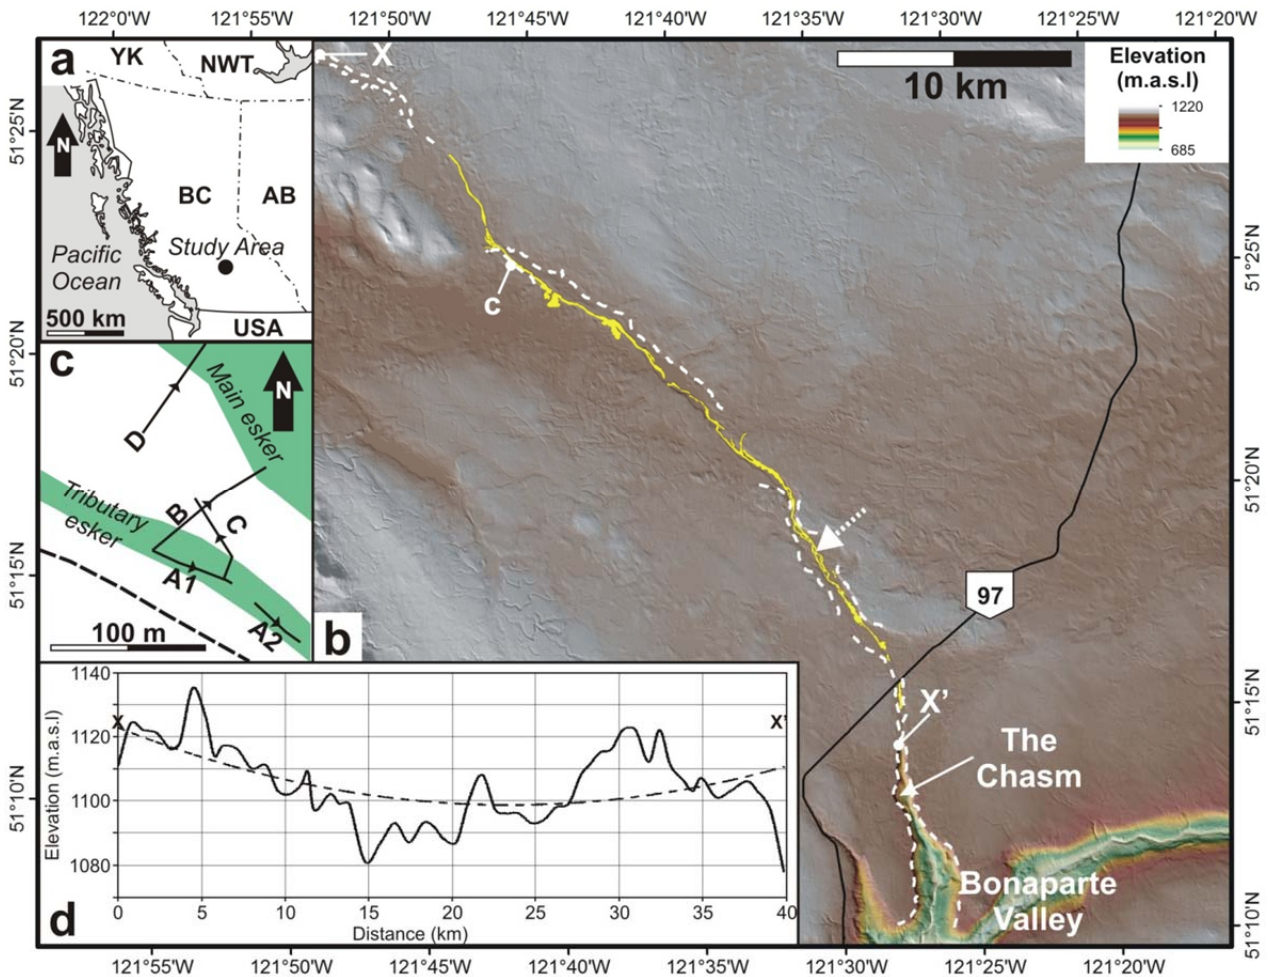 122°0'W 121°55'W 121°50'W 121°45'W 121°40'W 121°35'W 121°30'W 121°25'W 121°20'W
a
YK
NWT
BC
AB
Study Area
Pacific
Ocean
500 km
USA
N
c
N
Main esker
D
Tributary
esker
B
C
A1
A2
100 m
X
10 km
Elevation
(m.a.s.l)
1220
685
c
97
b
X'
The
Chasm
Bonaparte
Valley
51°25'N
51°20'N
51°15'N
51°10'N
51°25'N
51°20'N
51°15'N
51°10'N
1140
1120
1100
1080
Elevation (m.a.s.l)
X
X'
d
0 5 10 15 20 25 30 35 40
Distance (km)
121°55'W 121°50'W 121°45'W 121°40'W 121°35'W 121°30'W 121°25'W 121°20'W